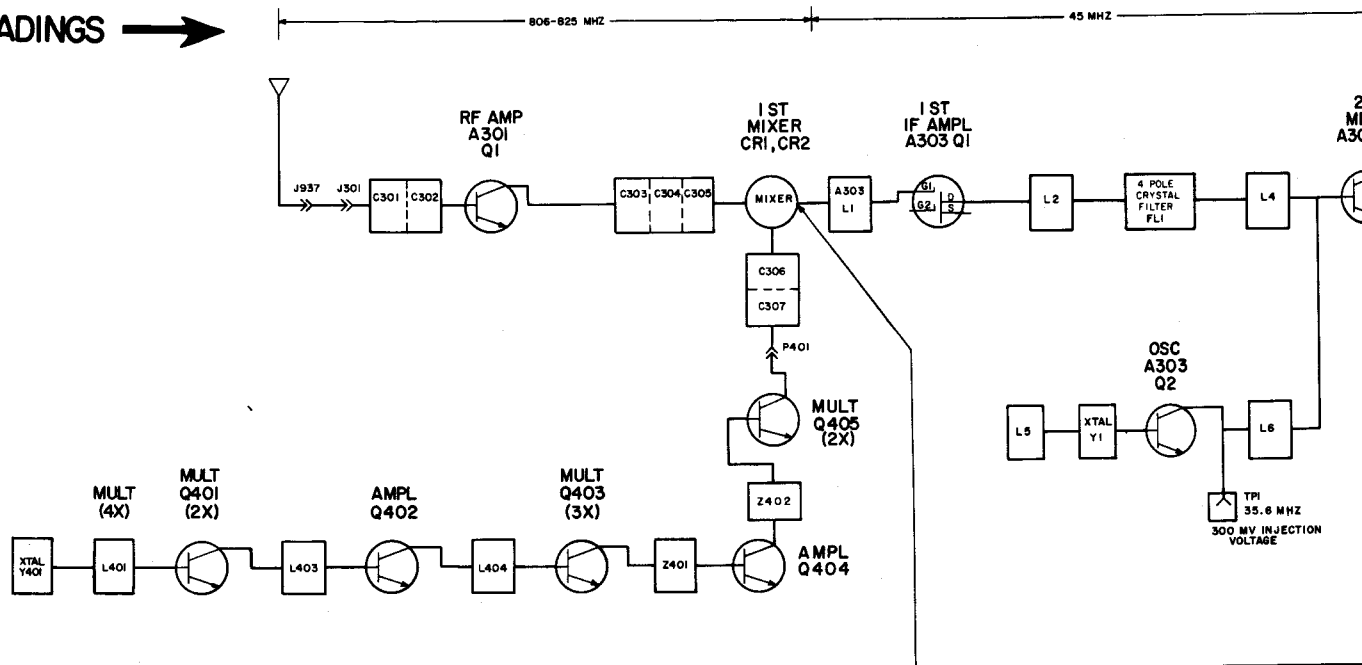 ADINGS
806-825 MHZ
45 MHZ
RF AMP
A301
Q1
1ST
MIXER
CR1, CR2
1ST
IF AMPL
A303 Q1
J937
J301
C301
C302
C303
C304
C305
MIXER
A303
L1
G1
G2
D
S
L2
4 POLE
CRYSTAL
FILTER
FL1
L4
C306
C307
P401
MULT
Q405
(2X)
OSC
A303
Q2
L5
XTAL
Y1
L6
TP1
35.6 MHZ
300 MV INJECTION
VOLTAGE
MULT
(4X)
MULT
Q401
(2X)
AMPL
Q402
MULT
Q403
(3X)
Z402
AMPL
Q404
XTAL
Y401
L401
L403
L404
Z401